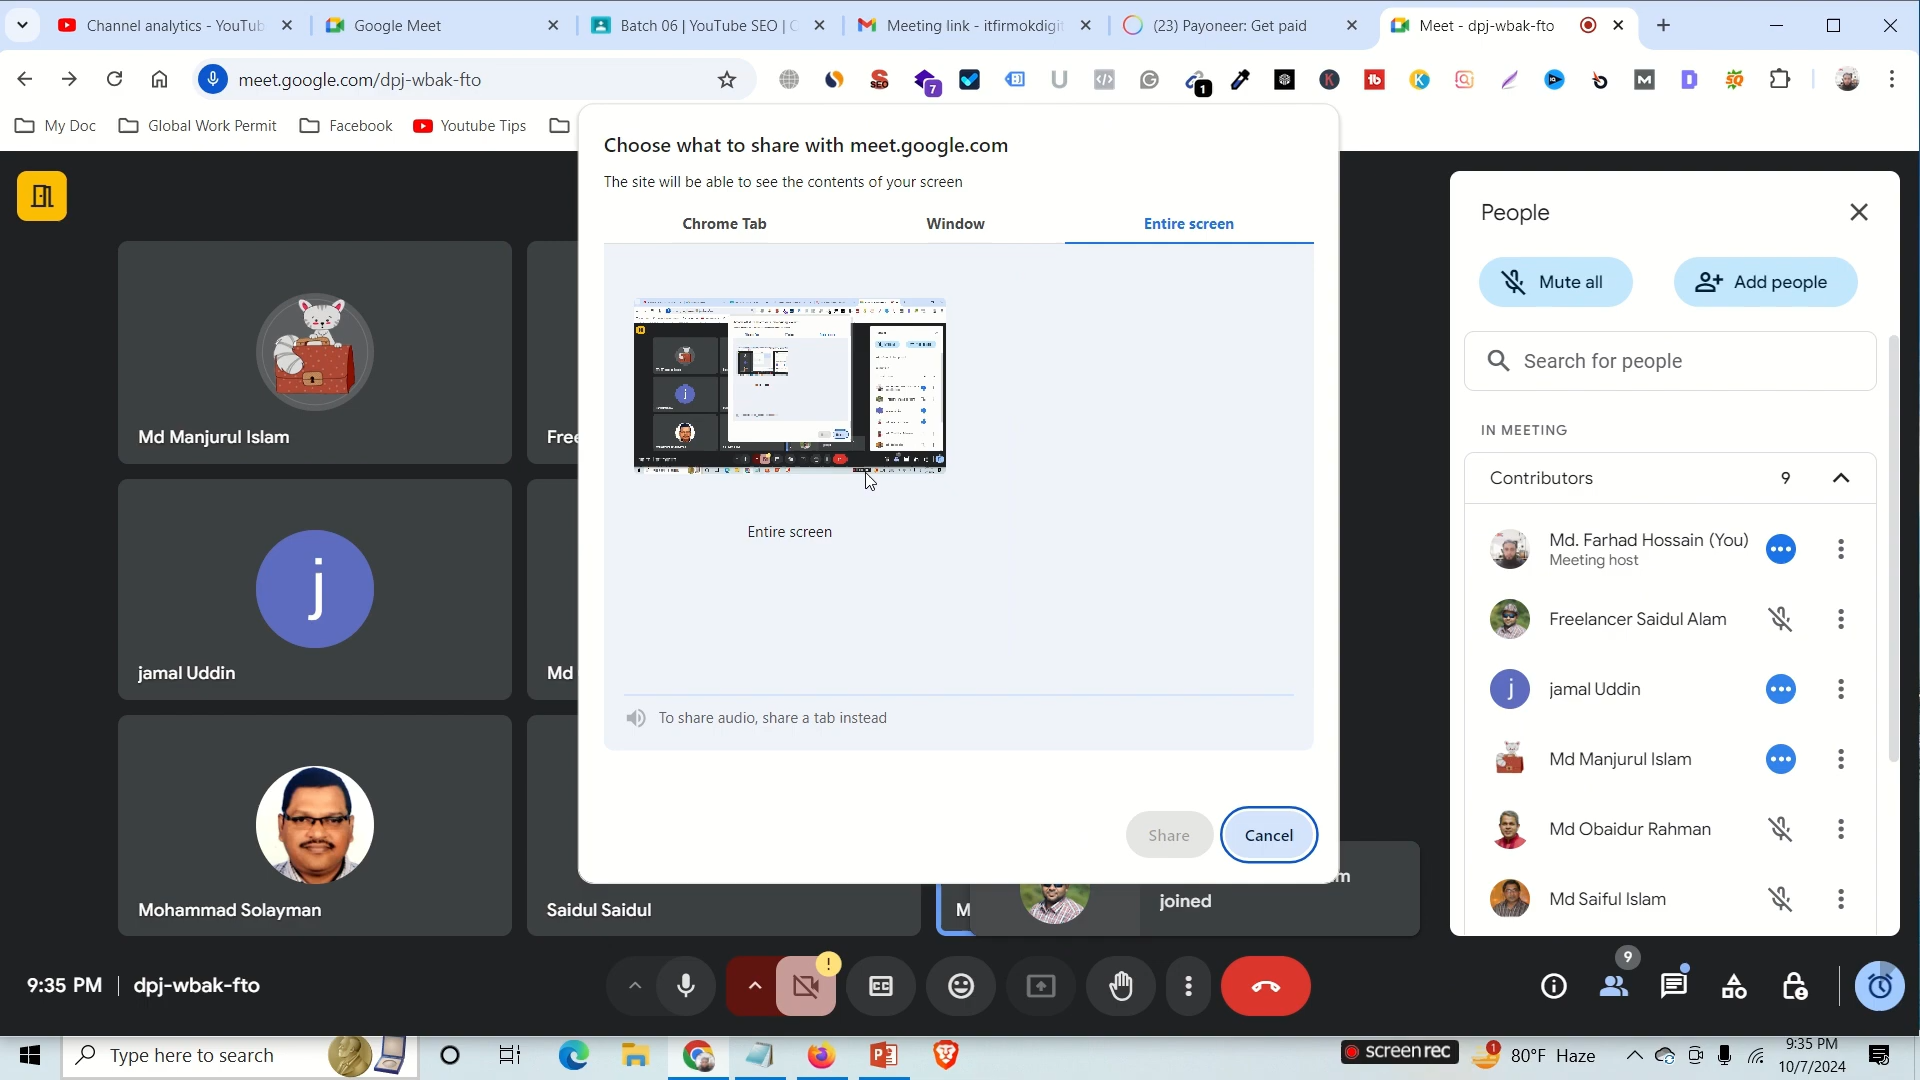 Channel analytics - YouTub
Google Meet
Batch 06 | YouTube SEO | C
Meeting link - itfirmokdigit
(23) Payoneer: Get paid
Meet - dpj-wbak-fto
meet.google.com/dpj-wbak-fto
My Doc
Global Work Permit
Facebook
Youtube Tips
Choose what to share with meet.google.com
The site will be able to see the contents of your screen
Chrome Tab
Window
Entire screen
Entire screen
To share audio, share a tab instead
Share
Cancel
Md Manjurul Islam
Free
j
jamal Uddin
Md
Mohammad Solayman
Saidul Saidul
M
m
joined
People
Mute all
Add people
Search for people
IN MEETING
Contributors
9
Md. Farhad Hossain (You)
Meeting host
Freelancer Saidul Alam
j
jamal Uddin
Md Manjurul Islam
Md Obaidur Rahman
Md Saiful Islam
9:35 PM
dpj-wbak-fto
!
CC
9
Type here to search
screen rec
1
80°F Haze
9:35 PM
10/7/2024